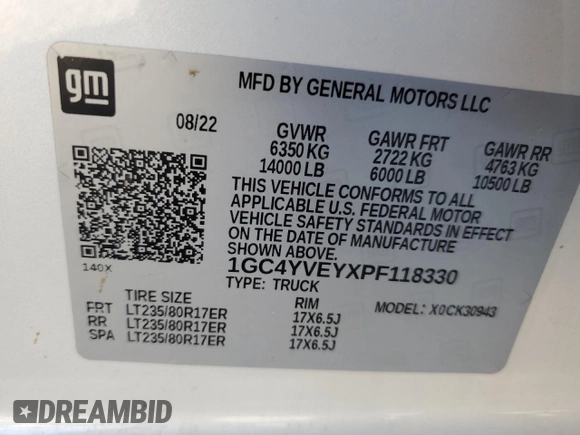 gm
MFD BY GENERAL MOTORS LLC
08/22
GVWR GAWR FRT GAWR RR
6350 KG 2722 KG 4763 KG
14000 LB 6000 LB 10500 LB
THIS VEHICLE CONFORMS TO ALL
APPLICABLE U.S. FEDERAL MOTOR
VEHICLE SAFETY STANDARDS IN EFFECT
ON THE DATE OF MANUFACTURE
SHOWN ABOVE.
1GC4YVEYXPF118330
140X
TYPE: TRUCK
TIRE SIZE RIM MODEL: X0CK30943
FRT LT235/80R17ER 17X6.5J
RR LT235/80R17ER 17X6.5J
SPA LT235/80R17ER 17X6.5J
DREAMBID